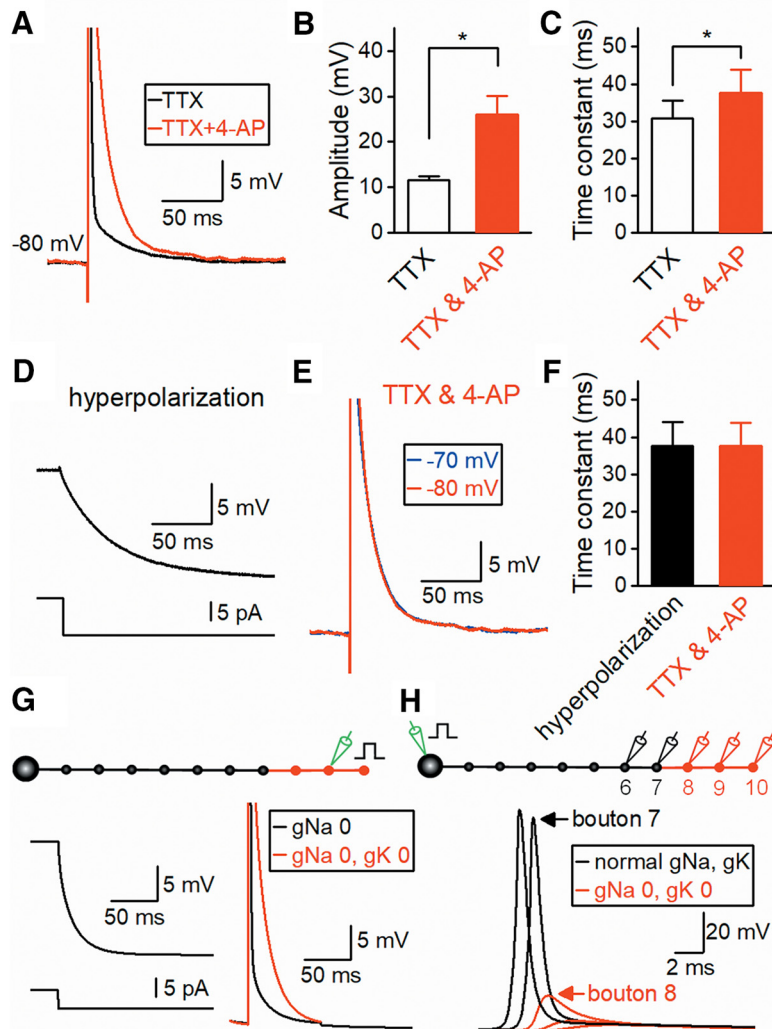 A
TTX
TTX+4-AP
5 mV
50 ms
-80 mV
B
*
Amplitude (mV)
40
30
20
10
0
TTX
TTX & 4-AP
C
*
Time constant (ms)
50
40
30
20
10
0
TTX
TTX & 4-AP
D
hyperpolarization
5 mV
50 ms
5 pA
E
TTX & 4-AP
-70 mV
-80 mV
5 mV
50 ms
F
Time constant (ms)
50
40
30
20
10
0
hyperpolarization
TTX & 4-AP
G
5 mV
50 ms
5 pA
gNa 0
gNa 0, gK 0
5 mV
50 ms
H
6 7 8 9 10
bouton 7
normal gNa, gK
gNa 0, gK 0
20 mV
2 ms
bouton 8